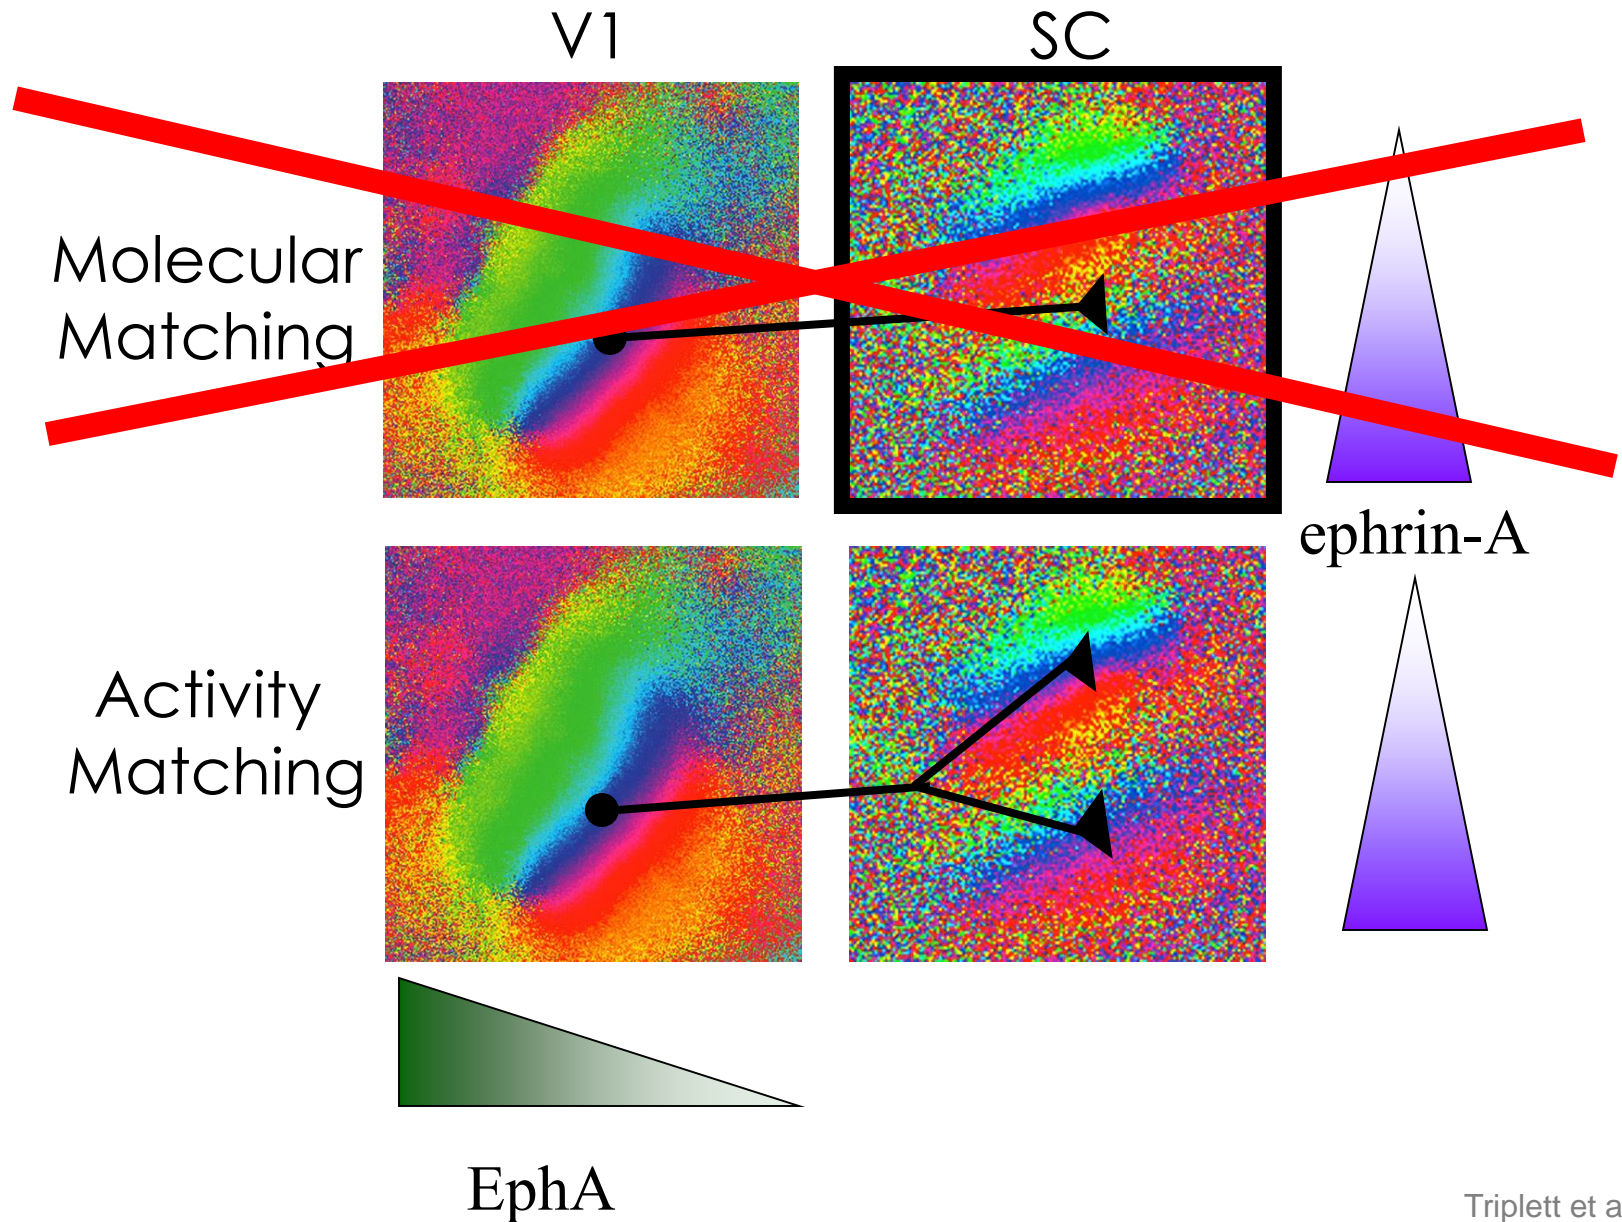 V1
SC
Molecular
Matching
ephrin-A
Activity
Matching
EphA
Triplett et a